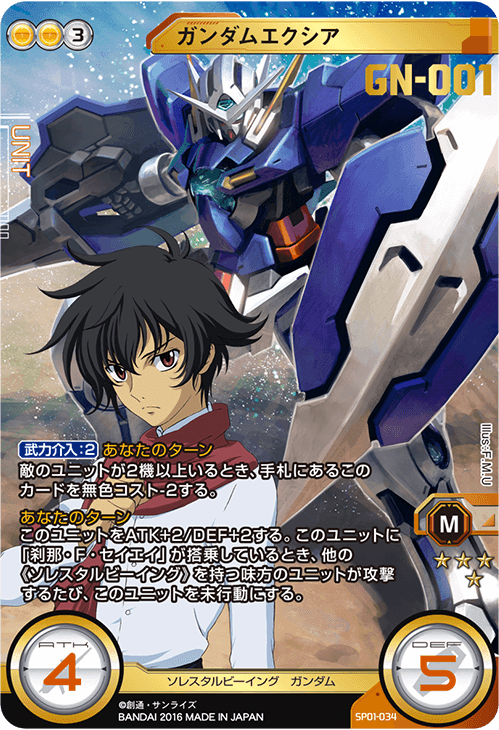 3
ガンダムエクシア
GN-001
UNIT
Illus:F.M.U
武力介入:2 あなたのターン
敵のユニットが2機以上いるとき、手札にあるこの
カードを無色コスト-2する。
あなたのターン
このユニットをATK+2/DEF+2する。このユニットに
「刹那・F・セイエイ」が搭乗しているとき、他の
《ソレスタルビーイング》を持つ味方のユニットが攻撃
するたび、このユニットを未行動にする。
M
ATK
4
DEF
5
ソレスタルビーイング ガンダム
©創通・サンライズ
BANDAI 2016 MADE IN JAPAN
SP01-034